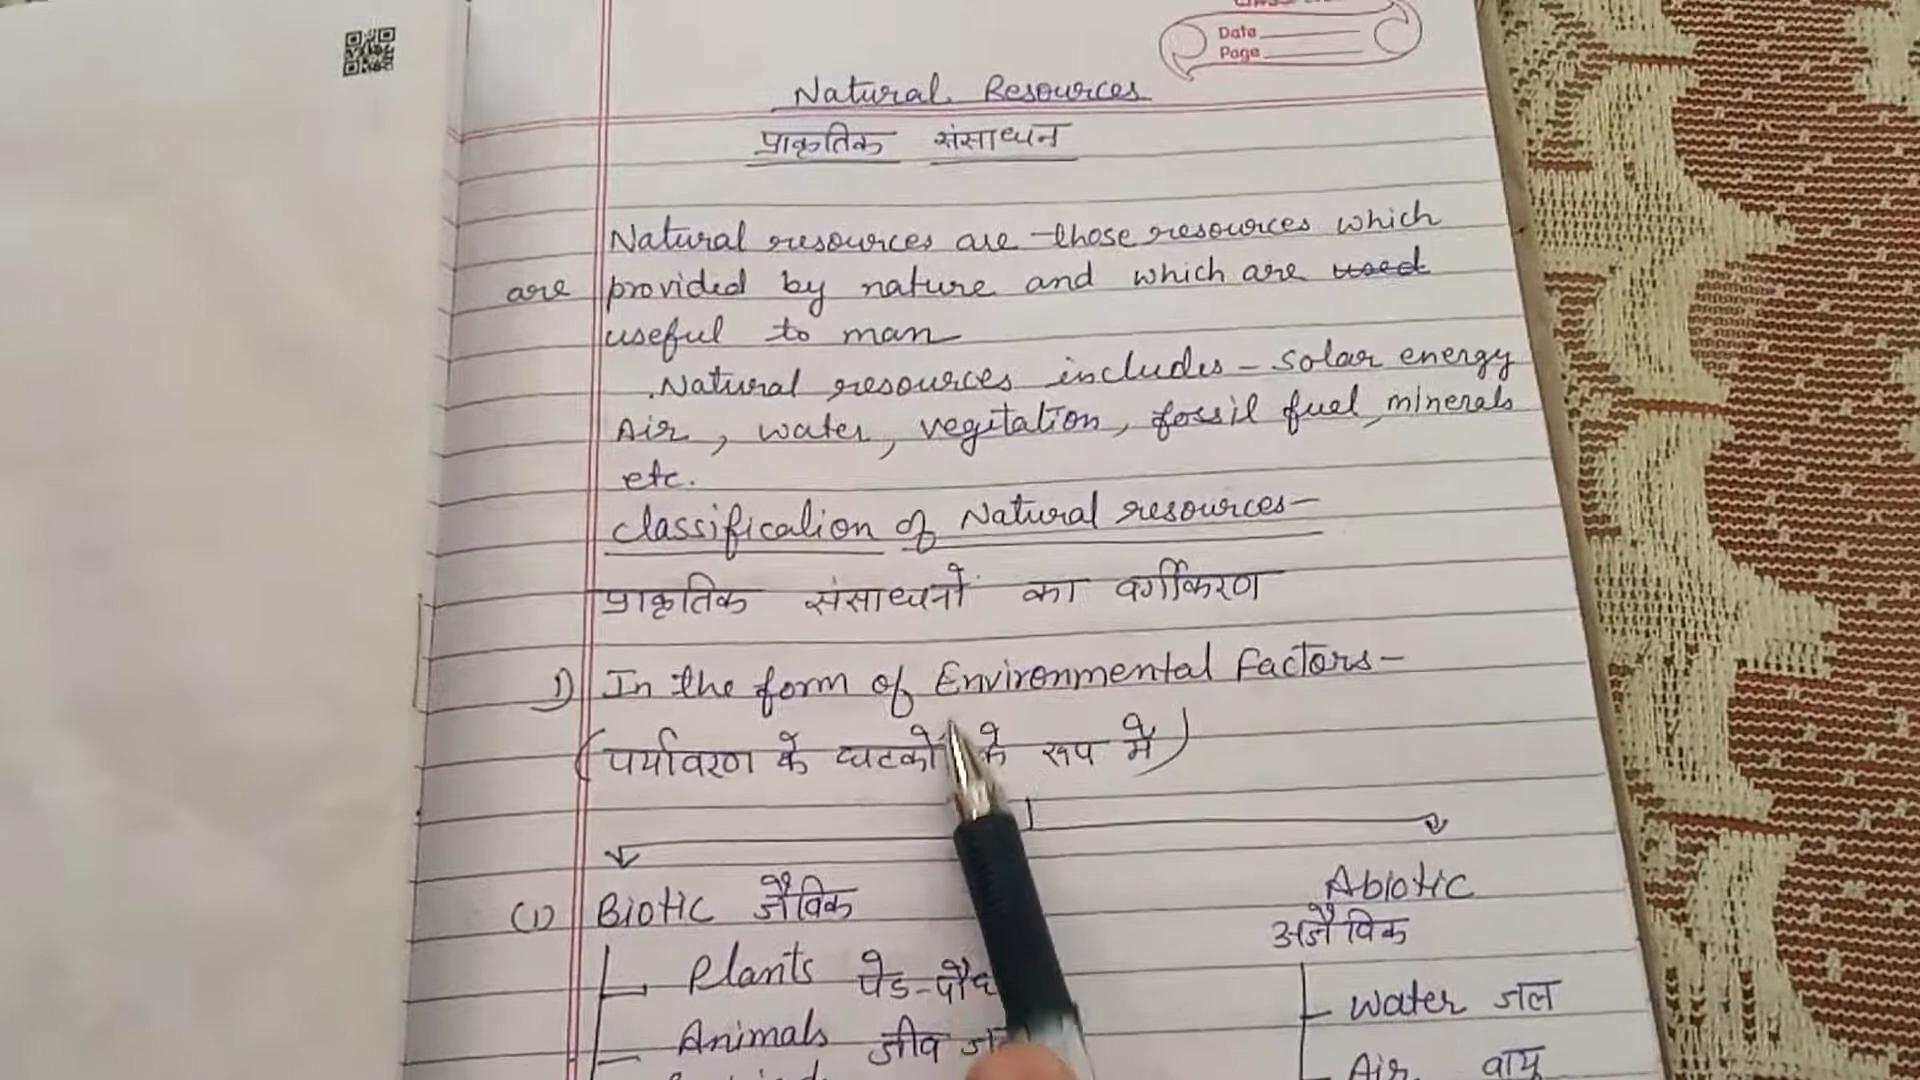 Date
Page
Natural Resources
प्राकृतिक संसाधन
Natural resources are those resources which
are provided by nature and which are used
useful to man
Natural resources includes - solar energy
Air, water, vegitation, fossil fuel, minerals
etc.
Classification of Natural resources-
प्राकृतिक संसाधनों का वर्गीकरण
1) In the form of Environmental Factors-
(पर्यावरण के घटकों के रूप में)
(1) Biotic जैविक
Abiotic
अजैविक
Plants पेड-पौध
Water जल
Animals जीव
Air वायु